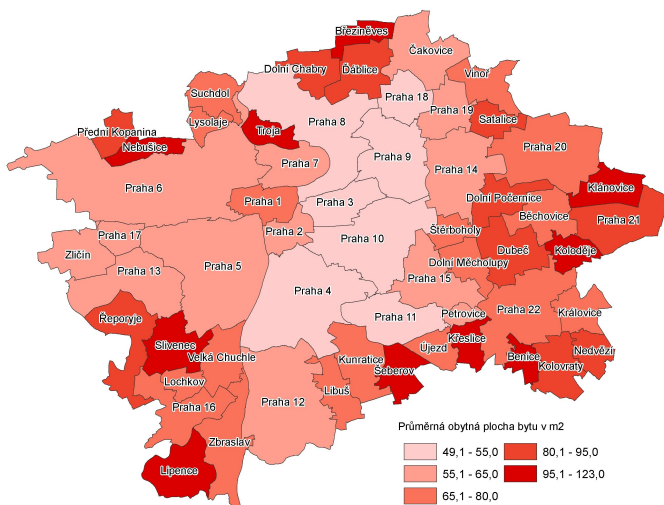 Březiněves
Čakovice
Dolní Chabry
Ďáblice
Vinoř
Suchdol
Praha 18
Praha 19
Přední Kopanina
Lysolaje
Troja
Praha 8
Satalice
Nebušice
Praha 20
Praha 7
Praha 9
Praha 14
Praha 6
Klánovice
Dolní Počernice
Praha 1
Praha 3
Běchovice
Praha 21
Praha 17
Praha 2
Štěrboholy
Praha 10
Dubeč
Koloděje
Zličín
Praha 13
Praha 5
Dolní Měcholupy
Praha 15
Praha 4
Praha 22
Řeporyje
Praha 11
Petrovice
Královice
Slivenec
Křeslice
Velká Chuchle
Kunratice
Újezd
Benice
Nedvězí
Lochkov
Šeberov
Kolovraty
Libuš
Praha 16
Praha 12
Zbraslav
Lipence
Průměrná obytná plocha bytu v m2
49,1 - 55,0
80,1 - 95,0
55,1 - 65,0
95,1 - 123,0
65,1 - 80,0